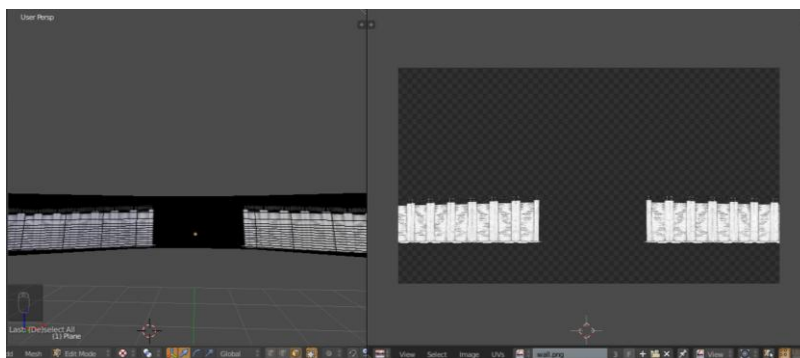 User Persp
Last: (De)select All
(1) Plane
Mesh Edit Mode Global
View Select Image UVs wall.png View